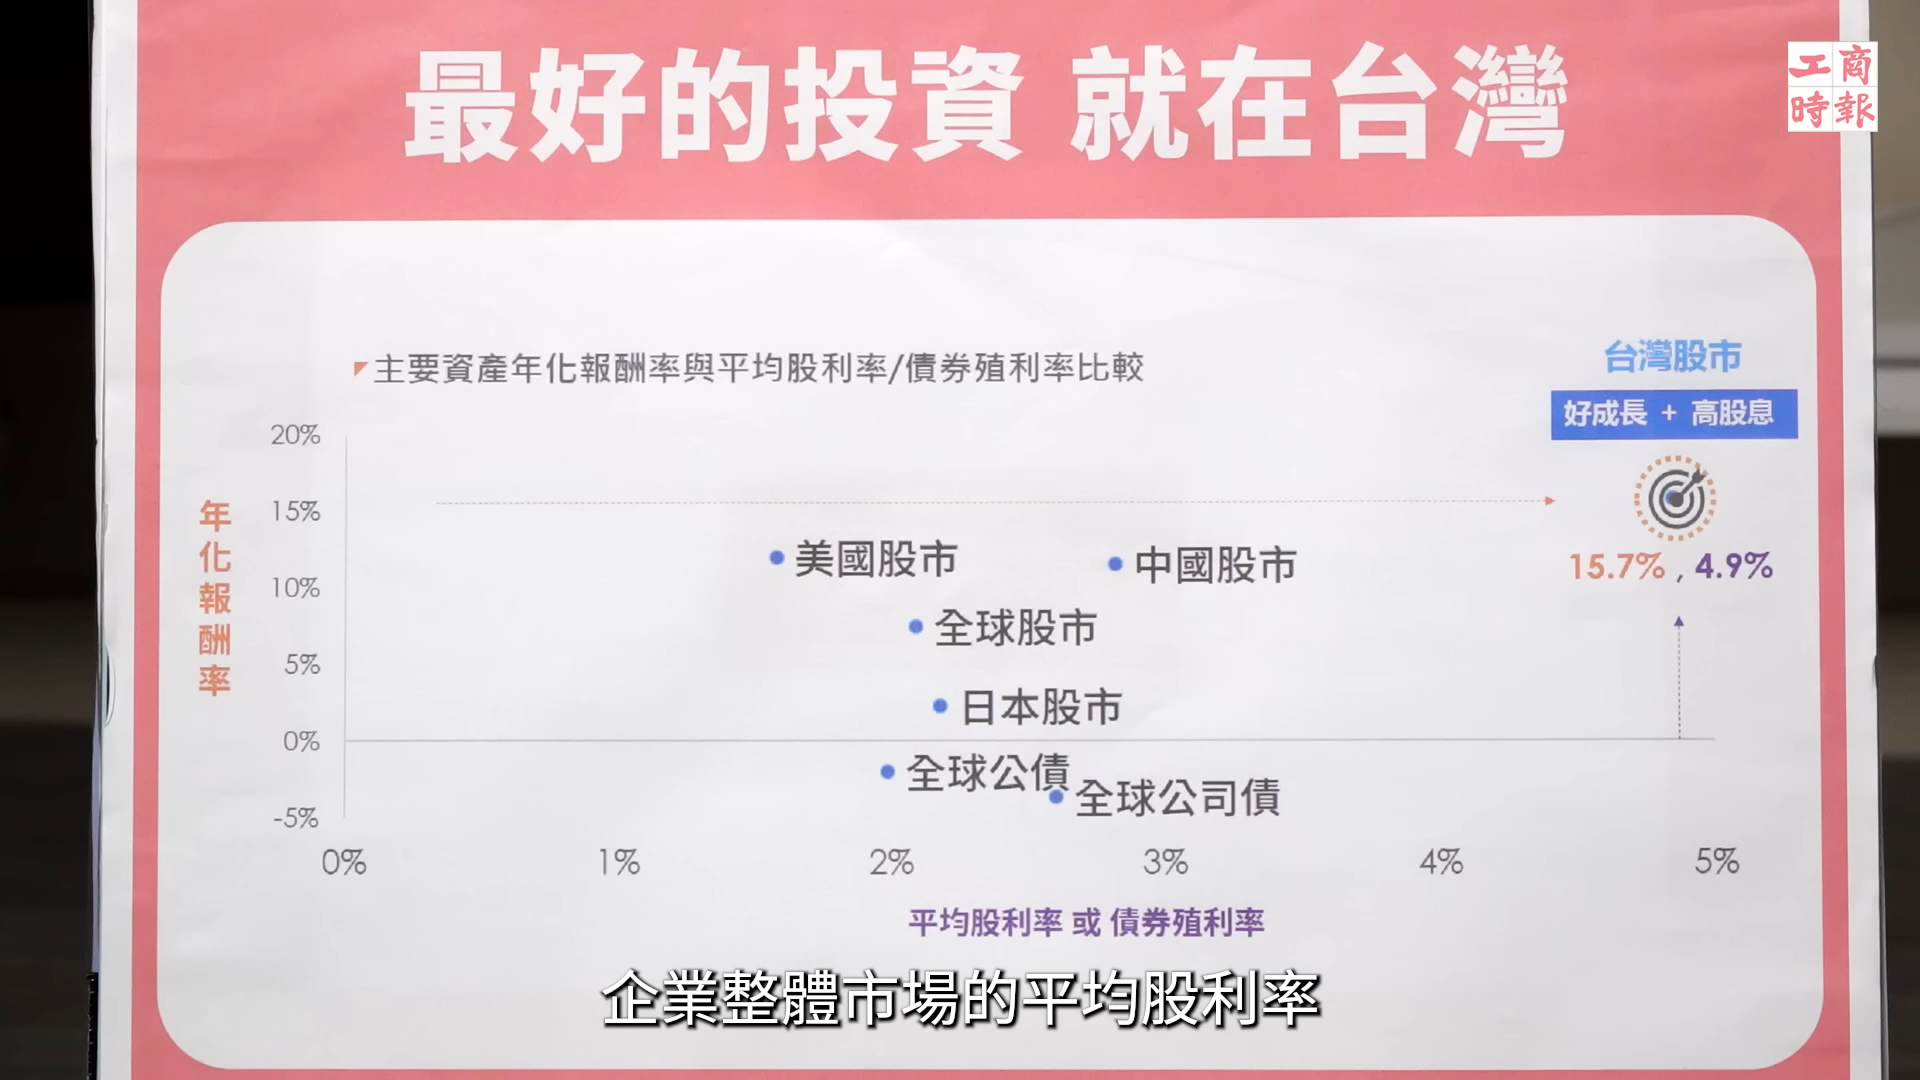 最好的投資 就在台灣
工商
時報
主要資產年化報酬率與平均股利率/債券殖利率比較
台灣股市
好成長 + 高股息
20%
15%
10%
5%
0%
-5%
年化報酬率
美國股市
中國股市
15.7% , 4.9%
全球股市
日本股市
全球公債
全球公司債
0%
1%
2%
3%
4%
5%
平均股利率 或 債券殖利率
企業整體市場的平均股利率